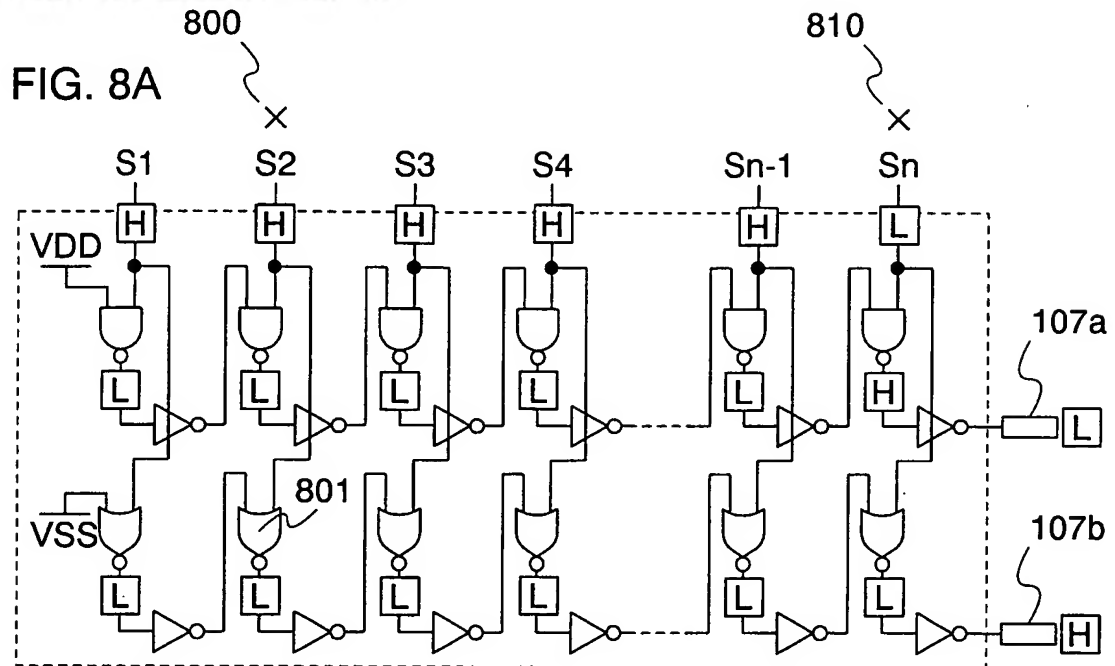 800
810
FIG. 8A
S1 S2 S3 S4 Sn-1 Sn
H H H H H L
VDD
107a
L L L L L H
L
801
VSS
107b
L L L L L L
H